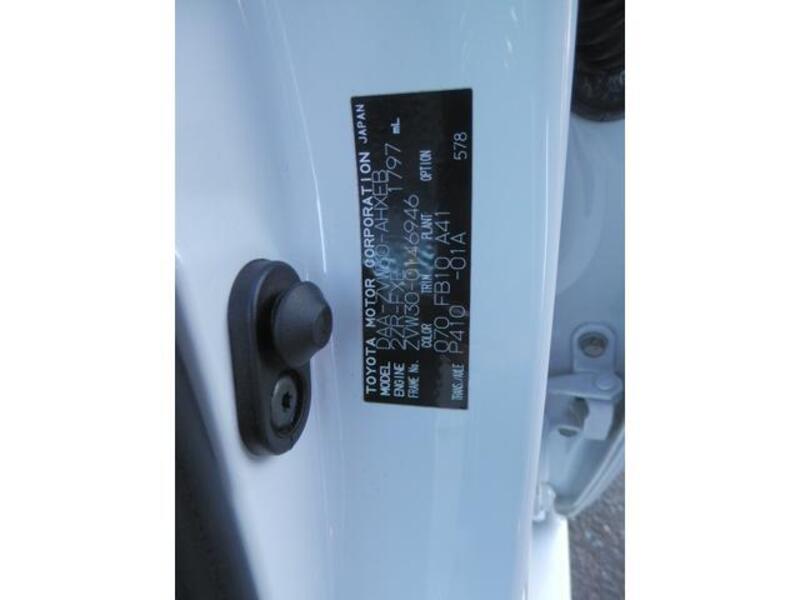 TOYOTA MOTOR CORPORATION JAPAN
MODEL DAA-ZVW30-AHXEB
ENGINE 2ZR-FXE 1797 mL
FRAME No. ZVW30-0146946
COLOR TRIM PLANT OPTION
070 FB10 A41
TRANS/AXLE P410 -01A 578